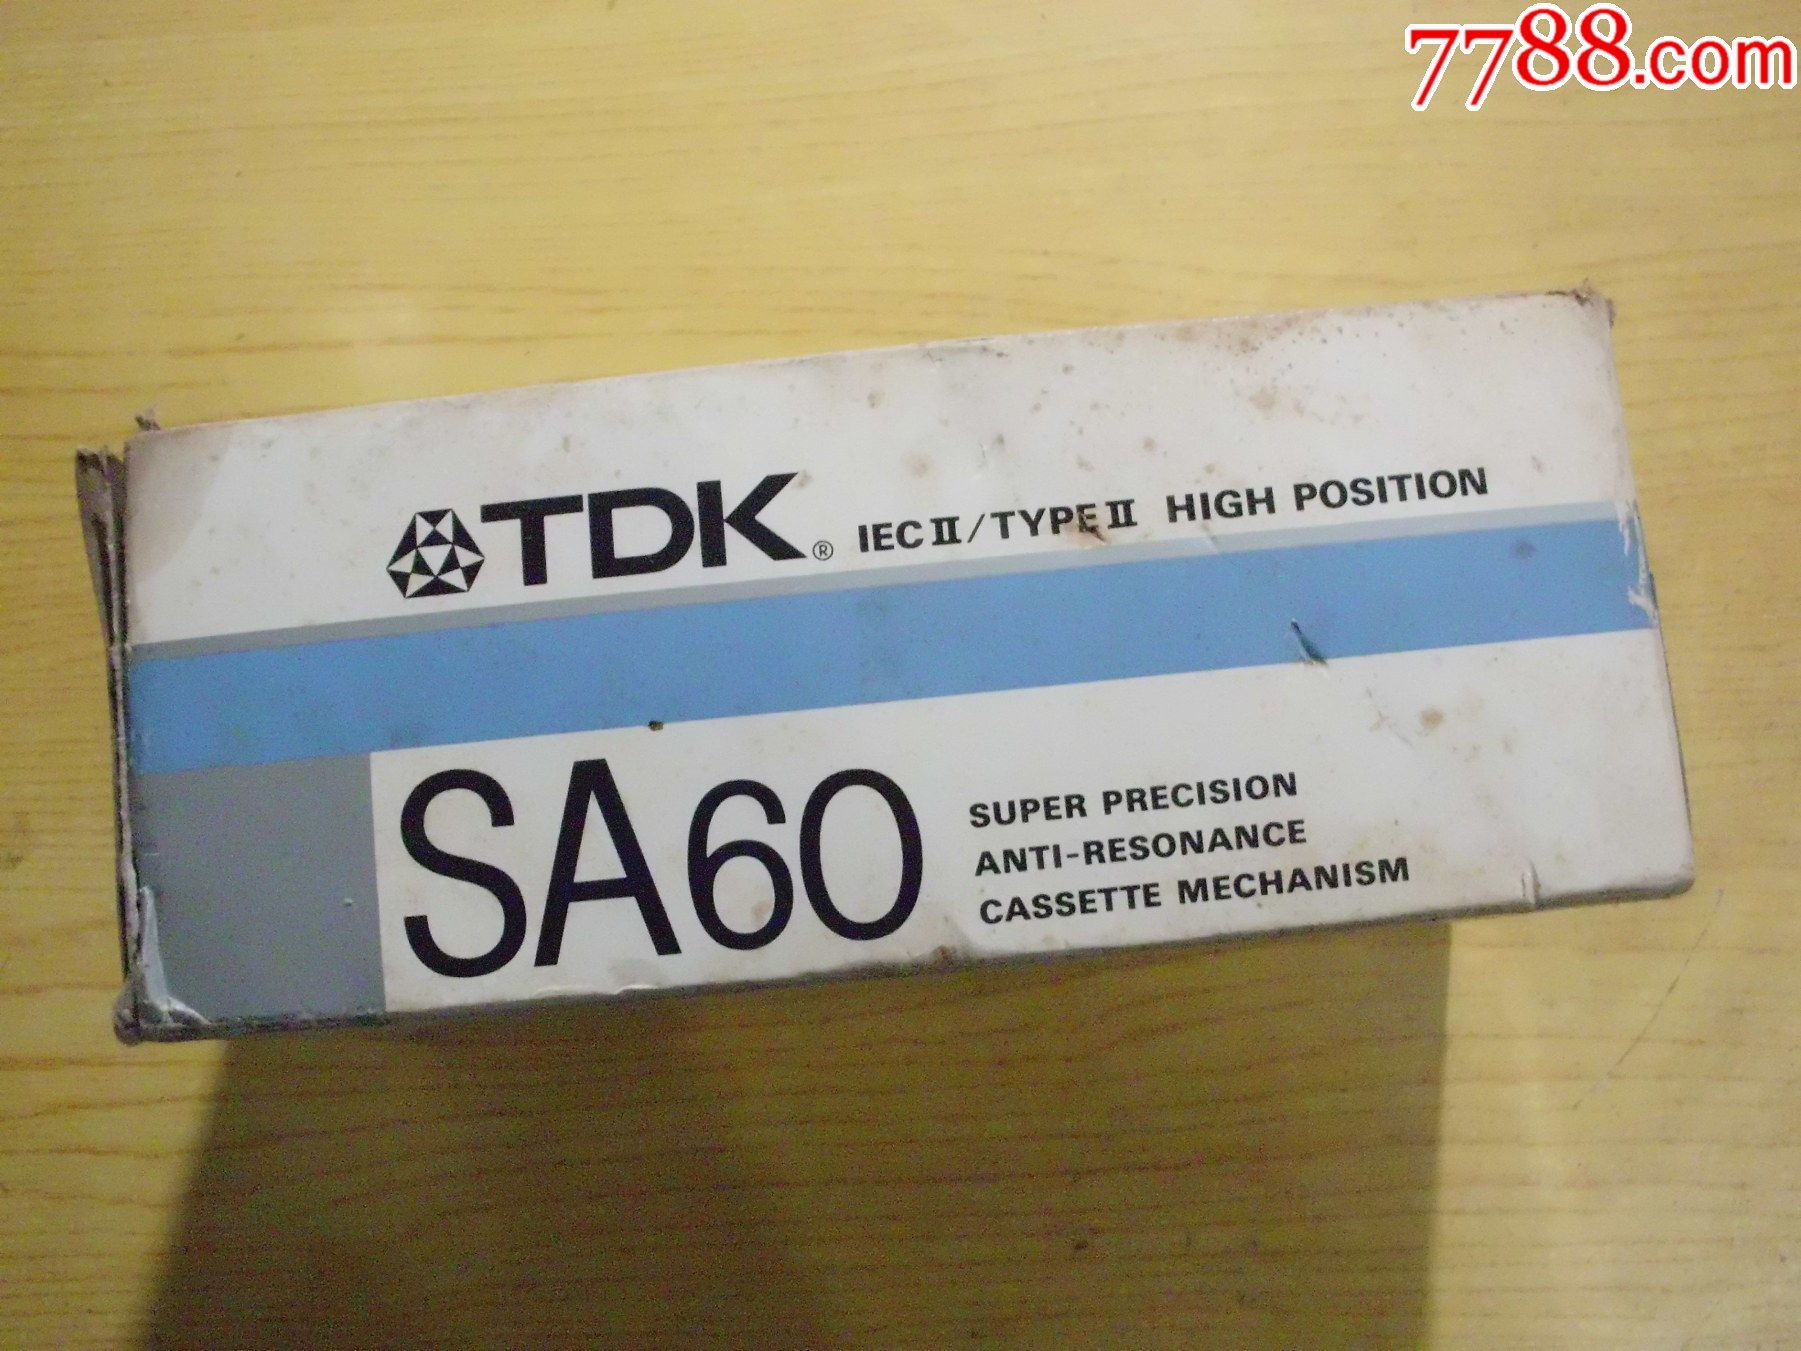 7788.com
TDK® IEC II/TYPE II HIGH POSITION
SA60
SUPER PRECISION
ANTI-RESONANCE
CASSETTE MECHANISM